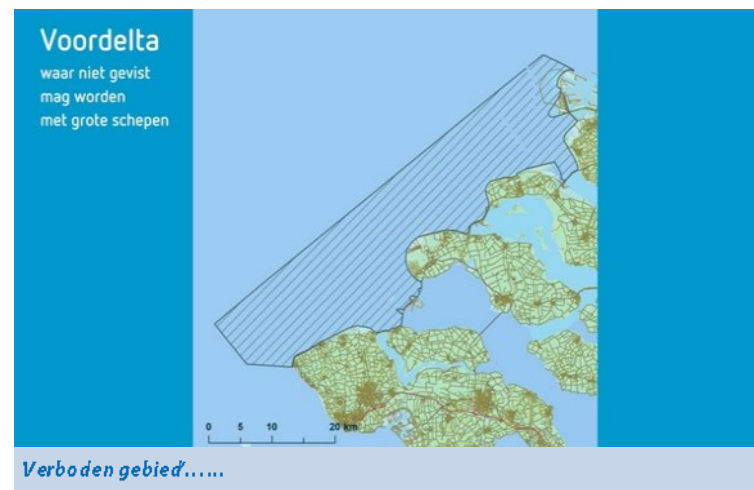 Voordelta
waar niet gevist
mag worden
met grote schepen
0 5 10 20 km
Verboden gebied'......